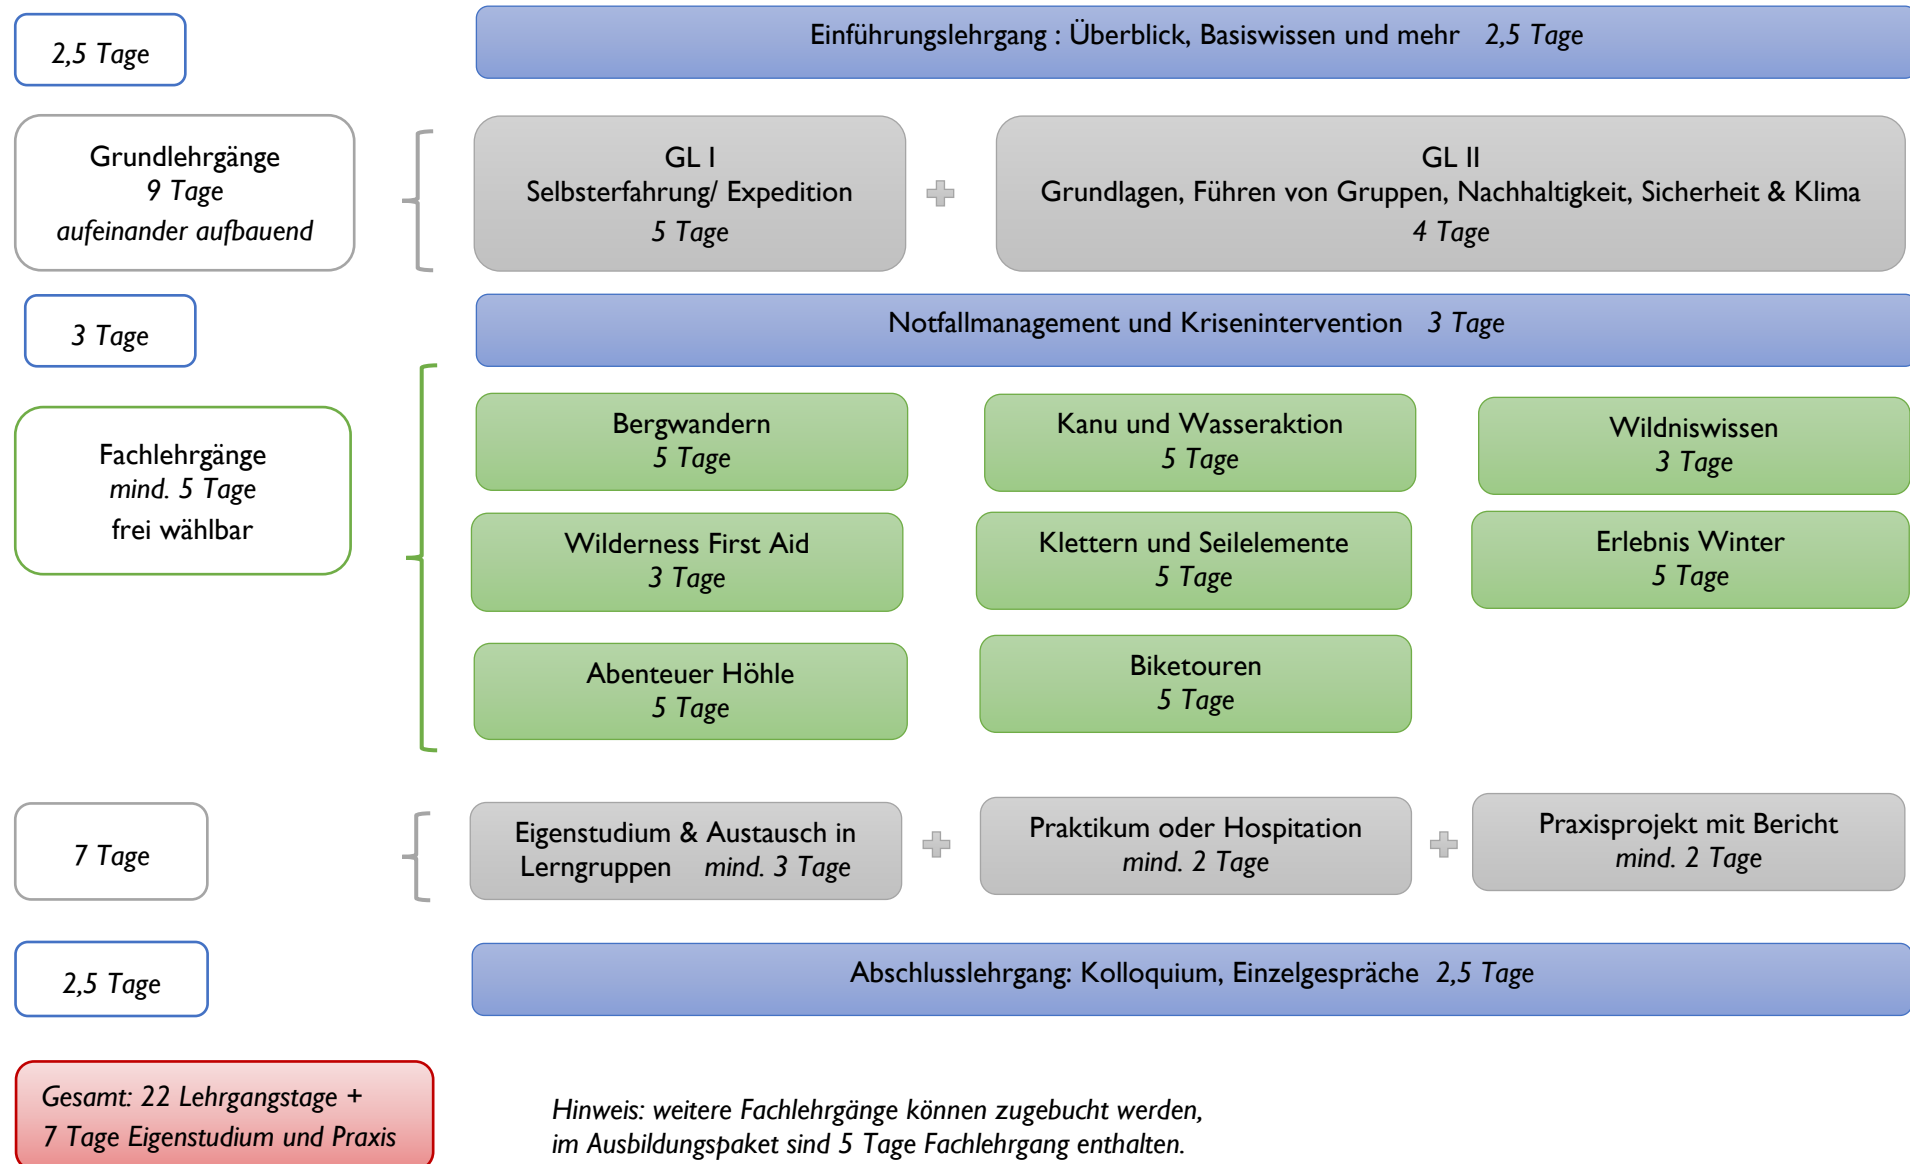 2,5 Tage
Einführungslehrgang : Überblick, Basiswissen und mehr 2,5 Tage
Grundlehrgänge
9 Tage
aufeinander aufbauend
GL I
Selbsterfahrung/ Expedition
5 Tage
GL II
Grundlagen, Führen von Gruppen, Nachhaltigkeit, Sicherheit & Klima
4 Tage
3 Tage
Notfallmanagement und Krisenintervention 3 Tage
Fachlehrgänge
mind. 5 Tage
frei wählbar
Bergwandern
5 Tage
Kanu und Wasseraktion
5 Tage
Wildniswissen
3 Tage
Wilderness First Aid
3 Tage
Klettern und Seilelemente
5 Tage
Erlebnis Winter
5 Tage
Abenteuer Höhle
5 Tage
Biketouren
5 Tage
7 Tage
Eigenstudium & Austausch in
Lerngruppen mind. 3 Tage
Praktikum oder Hospitation
mind. 2 Tage
Praxisprojekt mit Bericht
mind. 2 Tage
2,5 Tage
Abschlusslehrgang: Kolloquium, Einzelgespräche 2,5 Tage
Gesamt: 22 Lehrgangstage +
7 Tage Eigenstudium und Praxis
Hinweis: weitere Fachlehrgänge können zugebucht werden,
im Ausbildungspaket sind 5 Tage Fachlehrgang enthalten.